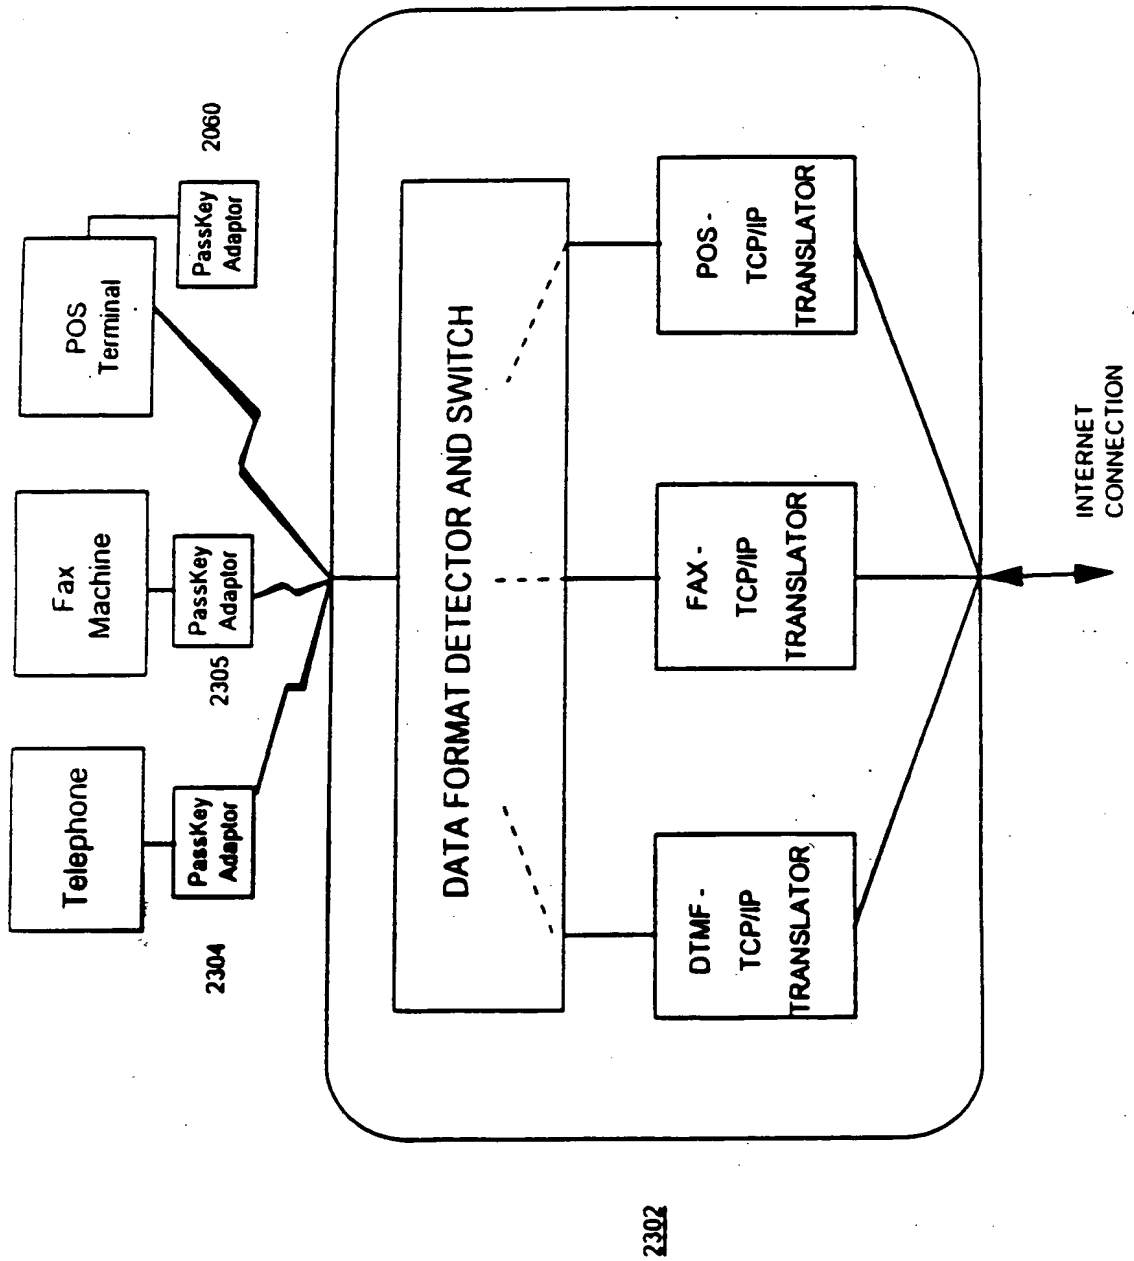 Telephone
Fax
Machine
POS
Terminal
PassKey
Adaptor
PassKey
Adaptor
PassKey
Adaptor
2304
2305
2060
DATA FORMAT DETECTOR AND SWITCH
DTMF -
TCP/IP
TRANSLATOR
FAX -
TCP/IP
TRANSLATOR
POS -
TCP/IP
TRANSLATOR
INTERNET
CONNECTION
2302